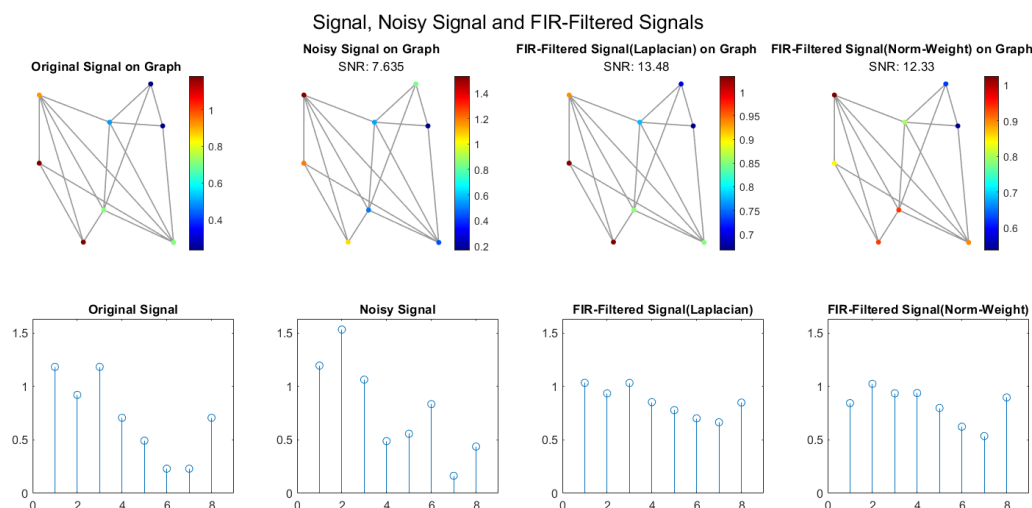 Signal, Noisy Signal and FIR-Filtered Signals
Original Signal on Graph
1
0.8
0.6
0.4
Noisy Signal on Graph
SNR: 7.635
1.4
1.2
1
0.8
0.6
0.4
0.2
FIR-Filtered Signal(Laplacian) on Graph
SNR: 13.48
1
0.95
0.9
0.85
0.8
0.75
0.7
FIR-Filtered Signal(Norm-Weight) on Graph
SNR: 12.33
1
0.9
0.8
0.7
0.6
Original Signal
1.5
1
0.5
0
0 2 4 6 8
Noisy Signal
1.5
1
0.5
0
0 2 4 6 8
FIR-Filtered Signal(Laplacian)
1.5
1
0.5
0
0 2 4 6 8
FIR-Filtered Signal(Norm-Weight)
1.5
1
0.5
0
0 2 4 6 8